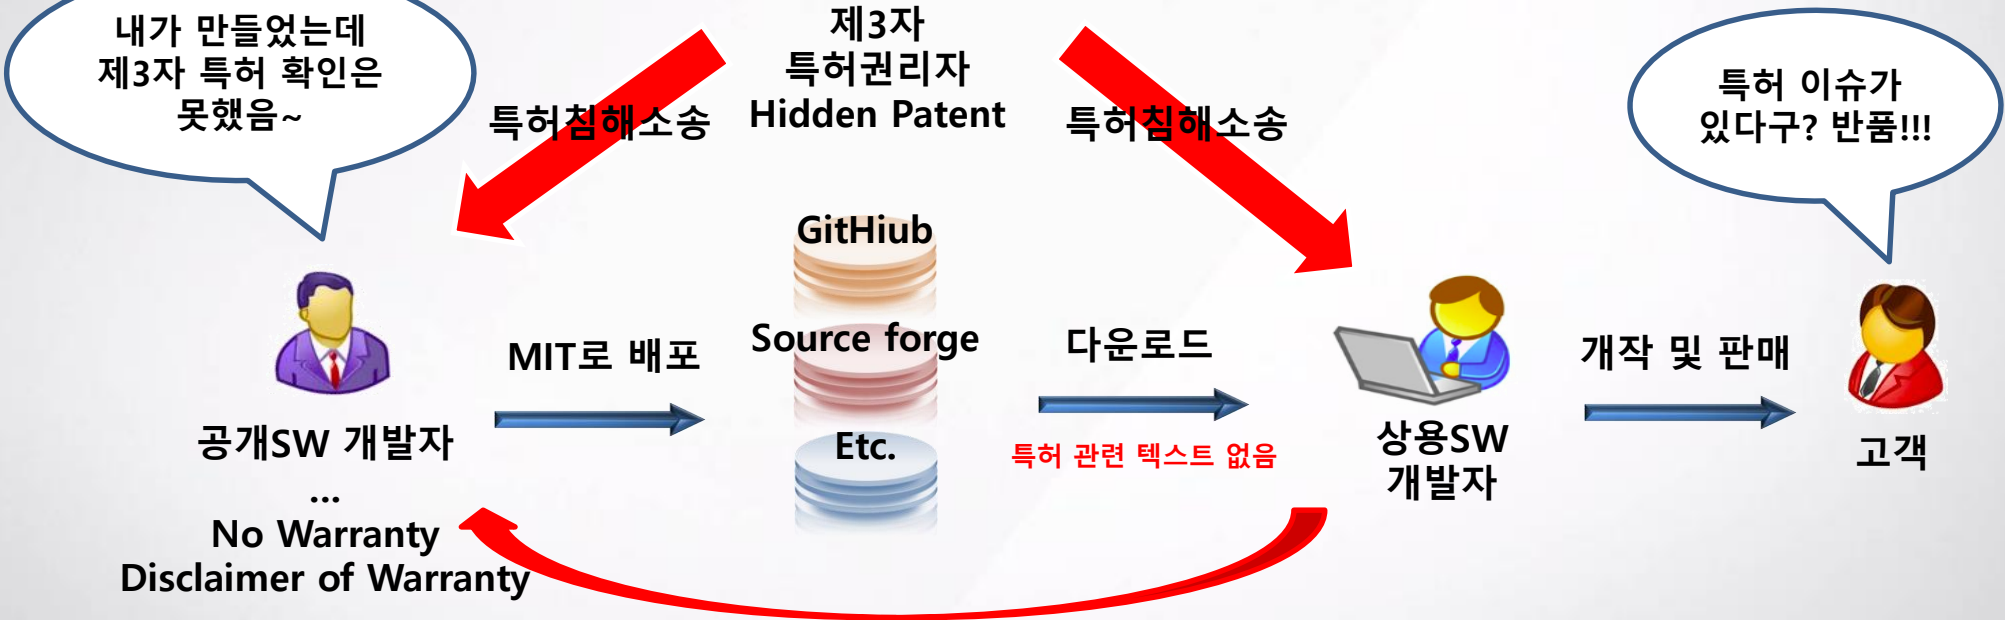 내가 만들었는데
제3자 특허 확인은
못했음~
특허침해소송
제3자
특허권리자
Hidden Patent
특허침해소송
특허 이슈가
있다구? 반품!!!
GitHiub
Source forge
Etc.
MIT로 배포
다운로드
특허 관련 텍스트 없음
개작 및 판매
공개SW 개발자
...
No Warranty
Disclaimer of Warranty
상용SW
개발자
고객